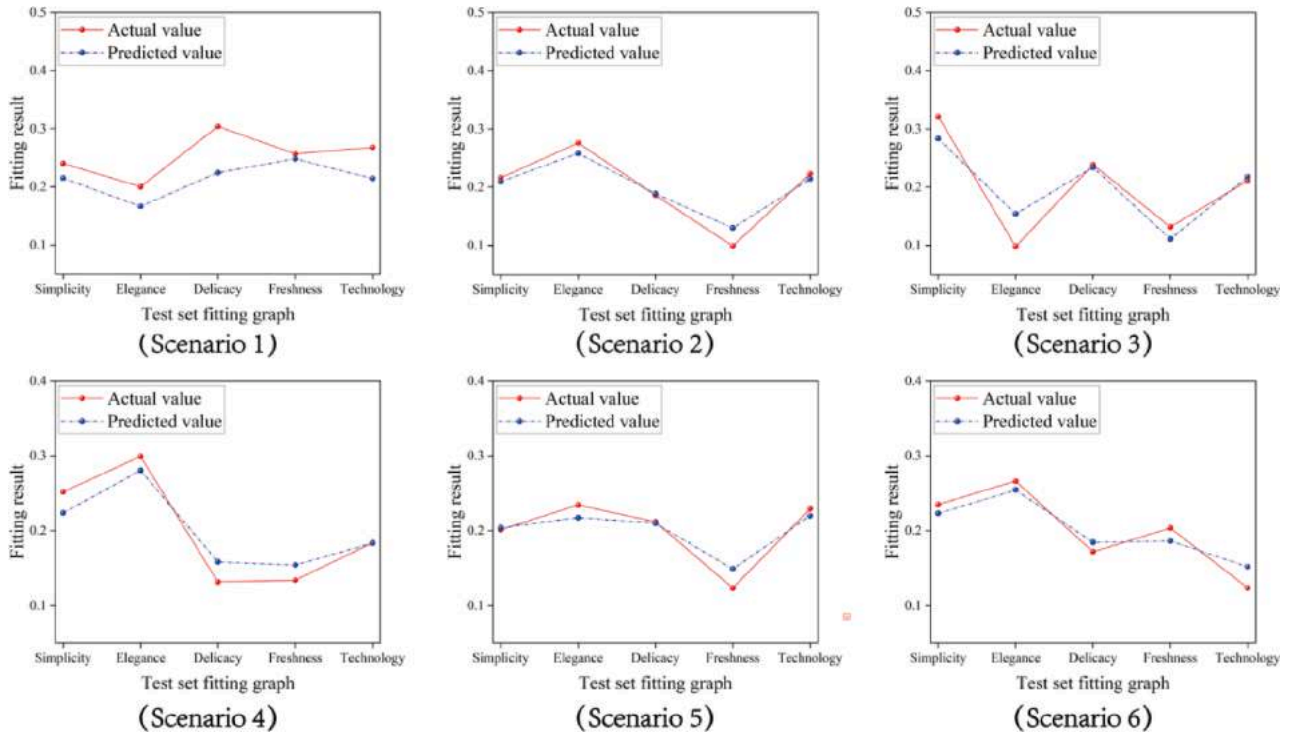 0.5
Actual value
Predicted value
0.4
0.3
0.2
0.1
Fitting result
Simplicity Elegance Delicacy Freshness Technology
Test set fitting graph
(Scenario 1)
0.5
Actual value
Predicted value
0.4
0.3
0.2
0.1
Fitting result
Simplicity Elegance Delicacy Freshness Technology
Test set fitting graph
(Scenario 2)
0.5
Actual value
Predicted value
0.4
0.3
0.2
0.1
Fitting result
Simplicity Elegance Delicacy Freshness Technology
Test set fitting graph
(Scenario 3)
0.4
Actual value
Predicted value
0.3
0.2
0.1
Fitting result
Simplicity Elegance Delicacy Freshness Technology
Test set fitting graph
(Scenario 4)
0.4
Actual value
Predicted value
0.3
0.2
0.1
Fitting result
Simplicity Elegance Delicacy Freshness Technology
Test set fitting graph
(Scenario 5)
0.4
Actual value
Predicted value
0.3
0.2
0.1
Fitting result
Simplicity Elegance Delicacy Freshness Technology
Test set fitting graph
(Scenario 6)